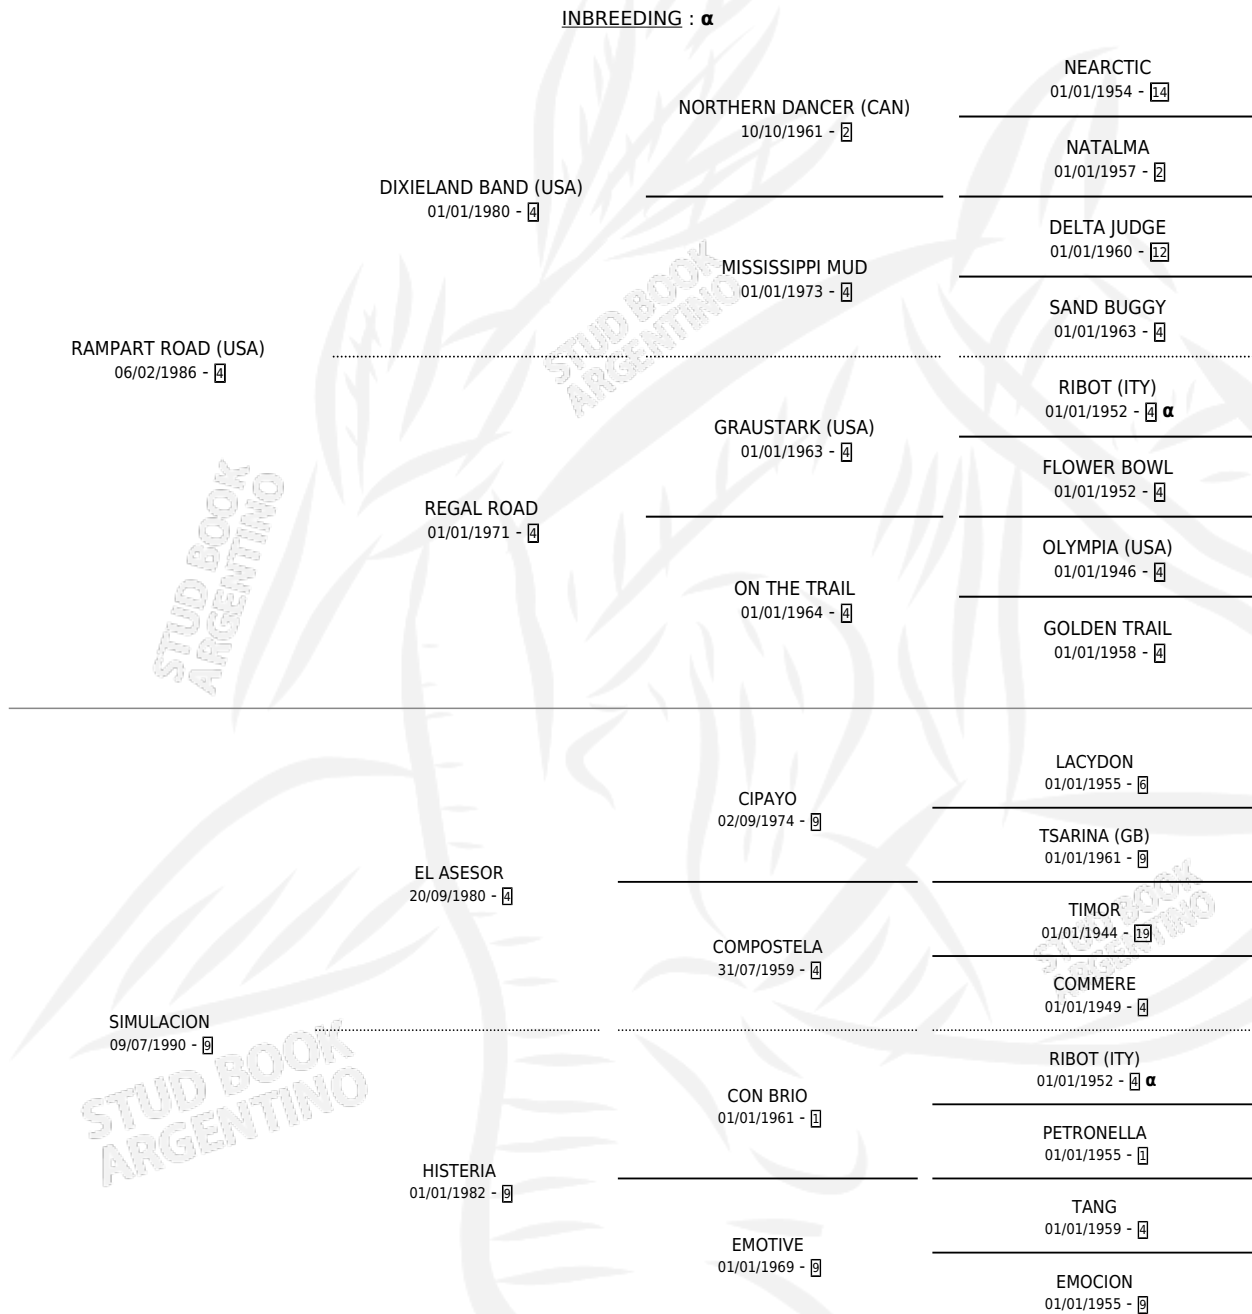 INBREEDING : α
NEARCTIC
01/01/1954 - 14
NORTHERN DANCER (CAN)
10/10/1961 - 2
NATALMA
01/01/1957 - 2
DIXIELAND BAND (USA)
01/01/1980 - 4
DELTA JUDGE
01/01/1960 - 12
MISSISSIPPI MUD
01/01/1973 - 4
SAND BUGGY
01/01/1963 - 4
RAMPART ROAD (USA)
06/02/1986 - 4
RIBOT (ITY)
01/01/1952 - 4 α
GRAUSTARK (USA)
01/01/1963 - 4
FLOWER BOWL
01/01/1952 - 4
REGAL ROAD
01/01/1971 - 4
OLYMPIA (USA)
01/01/1946 - 4
ON THE TRAIL
01/01/1964 - 4
GOLDEN TRAIL
01/01/1958 - 4
LACYDON
01/01/1955 - 6
CIPAYO
02/09/1974 - 9
TSARINA (GB)
01/01/1961 - 9
EL ASESOR
20/09/1980 - 4
TIMOR
01/01/1944 - 19
COMPOSTELA
31/07/1959 - 4
COMMERE
01/01/1949 - 4
SIMULACION
09/07/1990 - 9
RIBOT (ITY)
01/01/1952 - 4 α
CON BRIO
01/01/1961 - 1
PETRONELLA
01/01/1955 - 1
HISTERIA
01/01/1982 - 9
TANG
01/01/1959 - 4
EMOTIVE
01/01/1969 - 9
EMOCION
01/01/1955 - 9
STUD BOOK
ARGENTINO
STUD BOOK
ARGENTINO
STUD BOOK
ARGENTINO
STUD BOOK
ARGENTINO